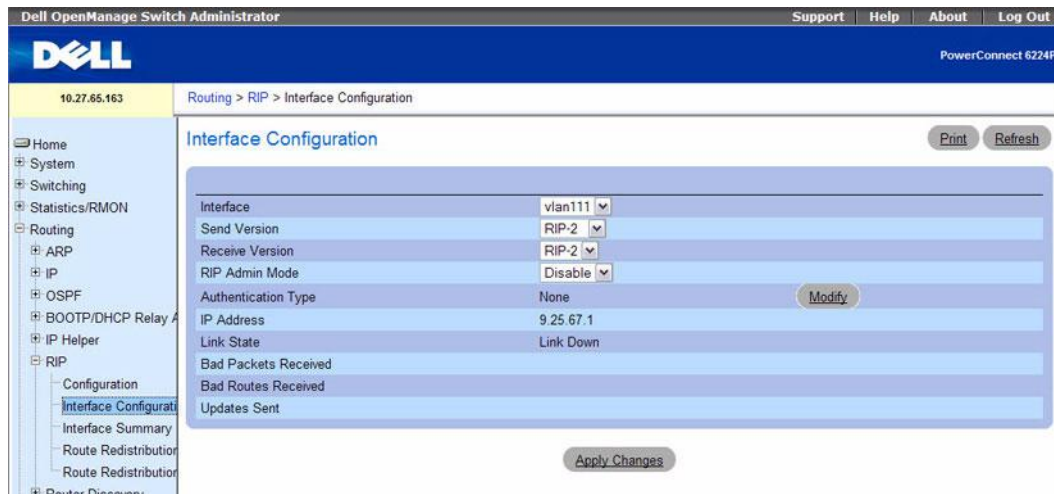 Dell OpenManage Switch Administrator
Support Help About Log Out
DELL
PowerConnect 6224P
10.27.65.163
Routing > RIP > Interface Configuration
Home
System
Switching
Statistics/RMON
Routing
ARP
IP
OSPF
BOOTP/DHCP Relay A
IP Helper
RIP
Configuration
Interface Configurati
Interface Summary
Route Redistribution
Route Redistribution
Router Discovery
Interface Configuration
Print Refresh
Interface vlan111
Send Version RIP-2
Receive Version RIP-2
RIP Admin Mode Disable
Authentication Type None Modify
IP Address 9.25.67.1
Link State Link Down
Bad Packets Received
Bad Routes Received
Updates Sent
Apply Changes